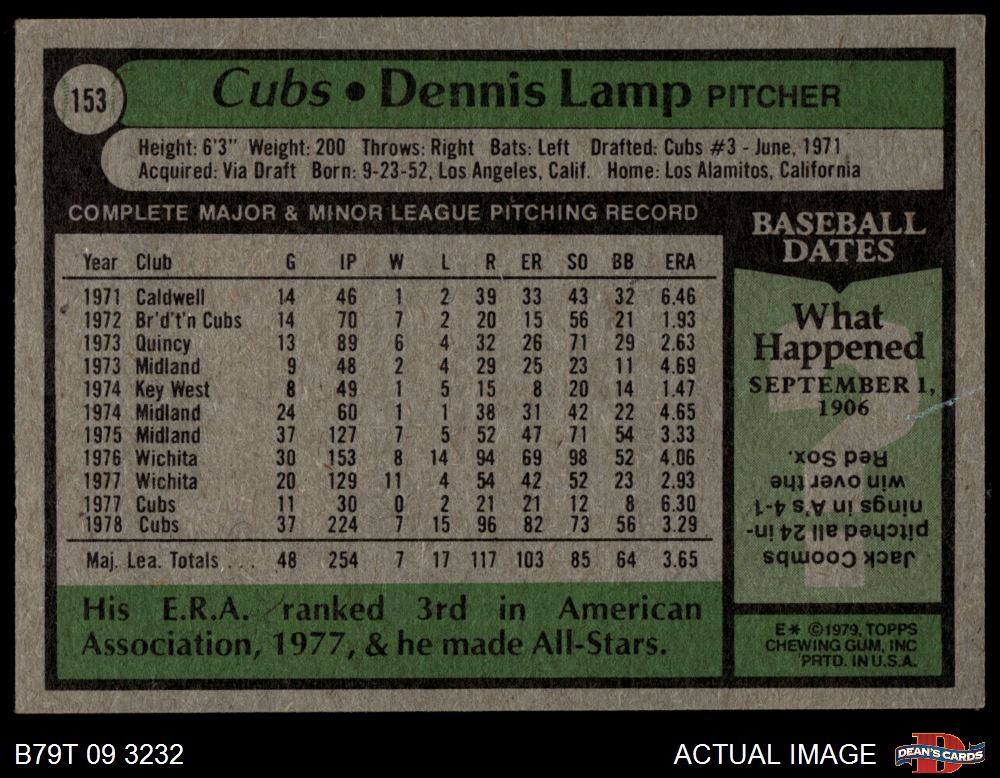 153
Cubs • Dennis Lamp PITCHER
Height: 6'3" Weight: 200 Throws: Right Bats: Left Drafted: Cubs #3 - June, 1971
Acquired: Via Draft Born: 9-23-52, Los Angeles, Calif. Home: Los Alamitos, California
COMPLETE MAJOR & MINOR LEAGUE PITCHING RECORD
Year Club G IP W L R ER SO BB ERA
1971 Caldwell 14 46 1 2 39 33 43 32 6.46
1972 Br'd't'n Cubs 14 70 7 2 20 15 56 21 1.93
1973 Quincy 13 89 6 4 32 26 71 29 2.63
1973 Midland 9 48 2 4 29 25 23 11 4.69
1974 Key West 8 49 1 5 15 8 20 14 1.47
1974 Midland 24 60 1 1 38 31 42 22 4.65
1975 Midland 37 127 7 5 52 47 71 54 3.33
1976 Wichita 30 153 8 14 94 69 98 52 4.06
1977 Wichita 20 129 11 4 54 42 52 23 2.93
1977 Cubs 11 30 0 2 21 21 12 8 6.30
1978 Cubs 37 224 7 15 96 82 73 56 3.29
Maj. Lea. Totals . . . 48 254 7 17 117 103 85 64 3.65
His E.R.A. ranked 3rd in American
Association, 1977, & he made All-Stars.
BASEBALL
DATES
What
Happened
SEPTEMBER 1,
1906
Jack Coombs
pitched all 24 in-
nings in A's 4-1
win over the
Red Sox.
E* ©1979, TOPPS
CHEWING GUM, INC
PRTD. IN U.S.A.
B79T 09 3232
ACTUAL IMAGE
DEAN'S CARDS